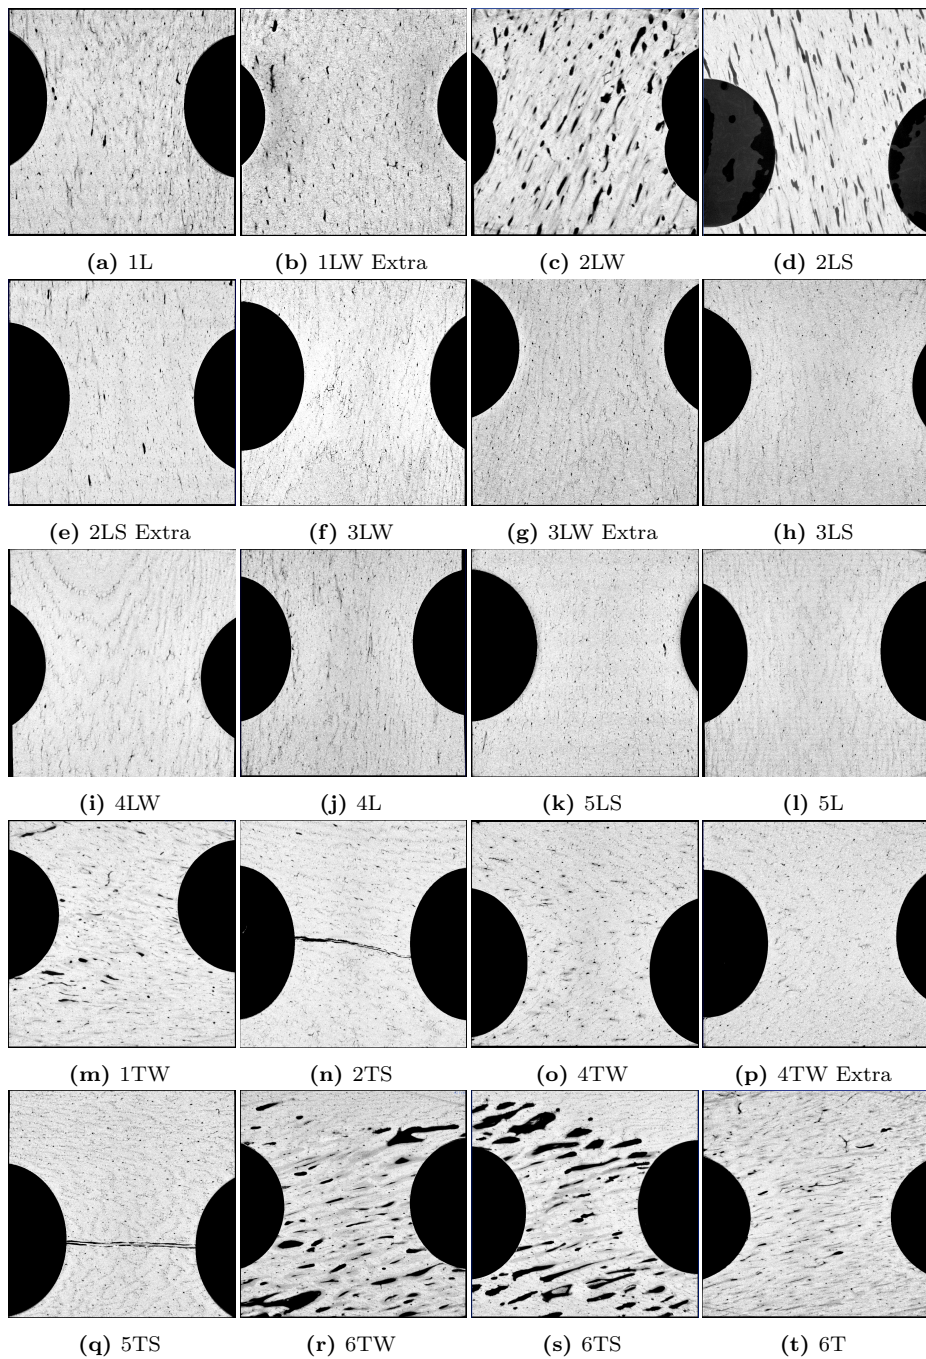 (a) 1L (b) 1LW Extra (c) 2LW (d) 2LS
(e) 2LS Extra (f) 3LW (g) 3LW Extra (h) 3LS
(i) 4LW (j) 4L (k) 5LS (l) 5L
(m) 1TW (n) 2TS (o) 4TW (p) 4TW Extra
(q) 5TS (r) 6TW (s) 6TS (t) 6T